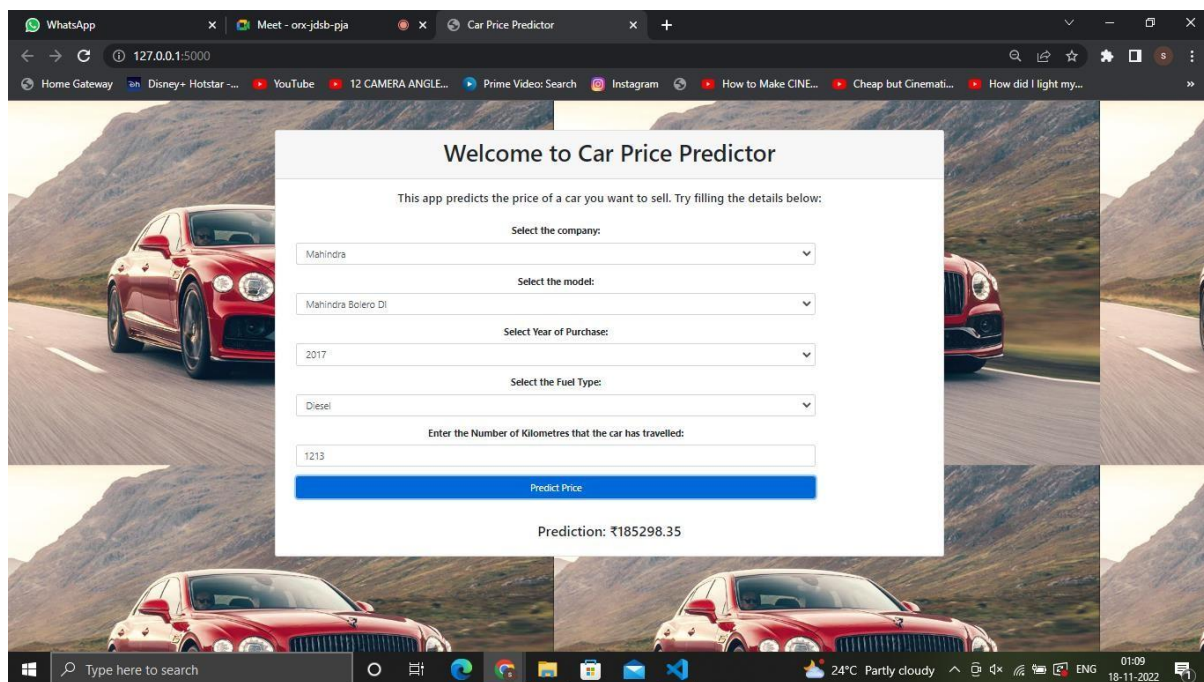 WhatsApp
Meet - orx-jdsb-pja
Car Price Predictor
127.0.0.1:5000
S
Home Gateway
Disney+ Hotstar -...
YouTube
12 CAMERA ANGLE...
Prime Video: Search
Instagram
How to Make CINE...
Cheap but Cinemati...
How did I light my...
Welcome to Car Price Predictor
This app predicts the price of a car you want to sell. Try filling the details below:
Select the company:
Mahindra
Select the model:
Mahindra Bolero DI
Select Year of Purchase:
2017
Select the Fuel Type:
Diesel
Enter the Number of Kilometres that the car has travelled:
1213
Predict Price
Prediction: ₹185298.35
Type here to search
24°C Partly cloudy
ENG
01:09
18-11-2022